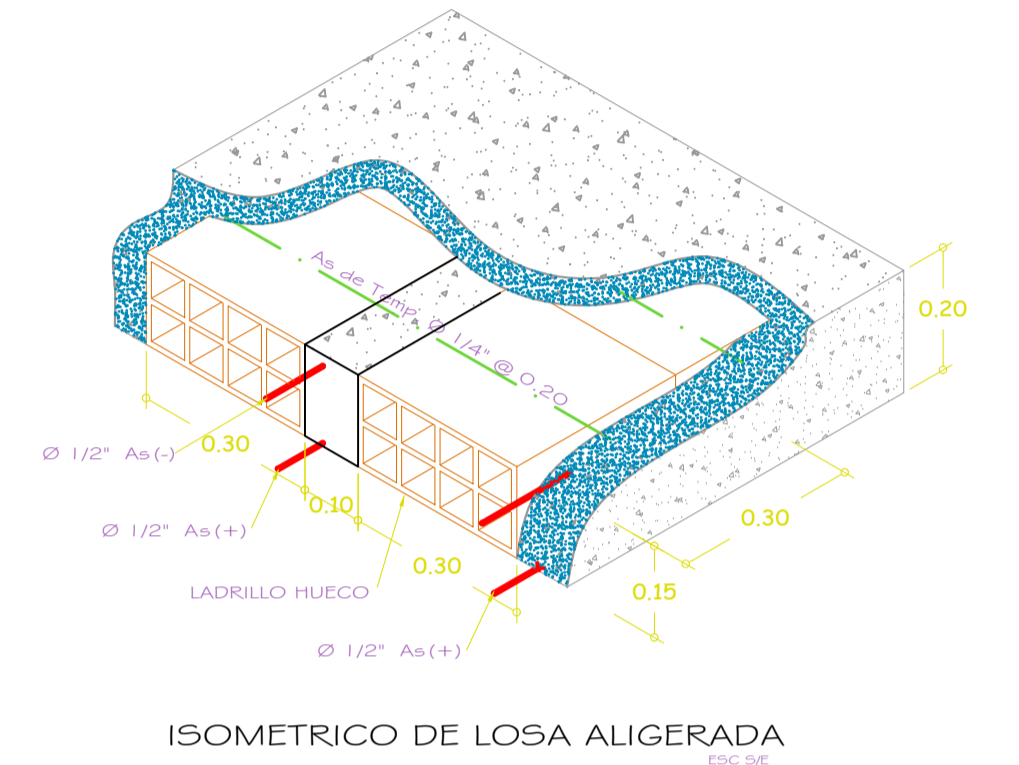 As de Temp. Ø 1/4" @ 0.20
0.20
0.30
Ø 1/2" As(-)
0.10
Ø 1/2" As(+)
0.30
0.30
LADRILLO HUECO
0.15
Ø 1/2" As(+)
ISOMETRICO DE LOSA ALIGERADA
ESC S/E